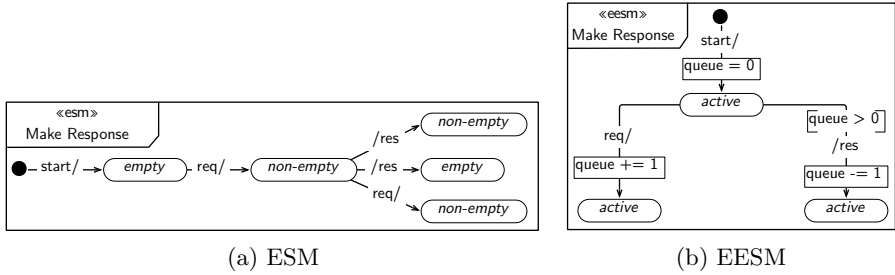 «esm»
Make Response
start/
empty
req/
non-empty
/res
non-empty
/res
empty
req/
non-empty
(a) ESM
«eesm»
Make Response
start/
queue = 0
active
req/
queue += 1
active
queue > 0
/res
queue -= 1
active
(b) EESM